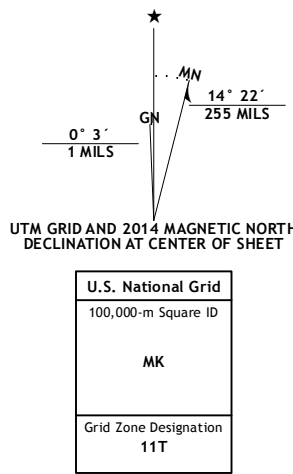 ★
MN
GN
14° 22´
255 MILS
0° 3´
1 MILS
UTM GRID AND 2014 MAGNETIC NORTH
DECLINATION AT CENTER OF SHEET
U.S. National Grid
100,000-m Square ID
MK
Grid Zone Designation
11T